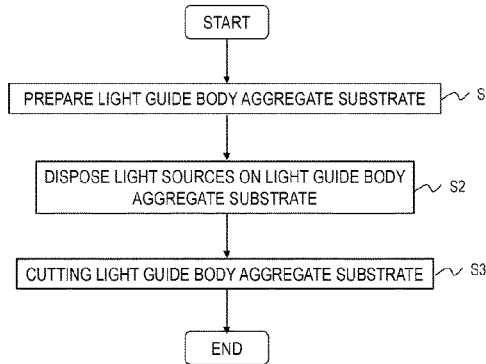 START
PREPARE LIGHT GUIDE BODY AGGREGATE SUBSTRATE
S
DISPOSE LIGHT SOURCES ON LIGHT GUIDE BODY
AGGREGATE SUBSTRATE
S2
CUTTING LIGHT GUIDE BODY AGGREGATE SUBSTRATE
S3
END